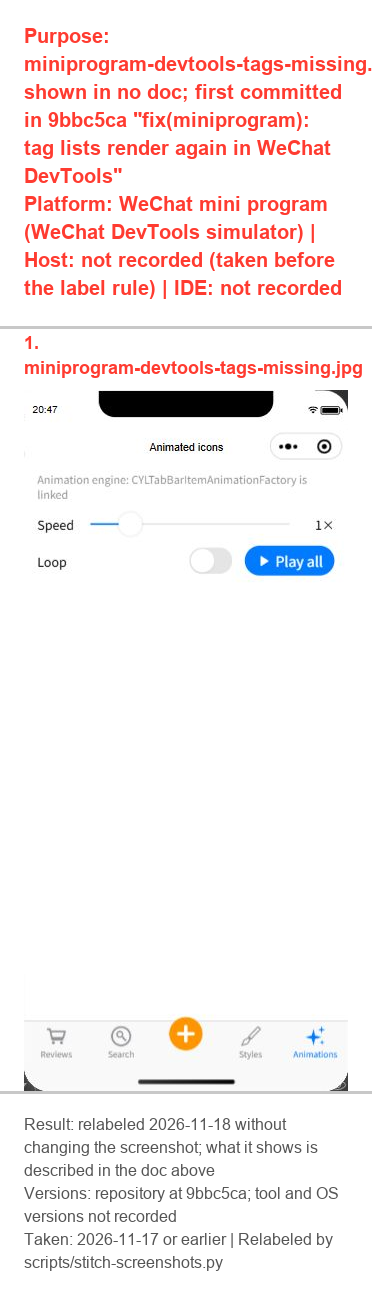 Purpose:
miniprogram-devtools-tags-missing.
shown in no doc; first committed
in 9bbc5ca "fix(miniprogram):
tag lists render again in WeChat
DevTools"
Platform: WeChat mini program
(WeChat DevTools simulator) |
Host: not recorded (taken before
the label rule) | IDE: not recorded
1.
miniprogram-devtools-tags-missing.jpg
20:47
Animated icons
Animation engine: CYLTabBarItemAnimationFactory is
linked
Speed 1×
Loop Play all
Reviews Search Styles Animations
Result: relabeled 2026-11-18 without
changing the screenshot; what it shows is
described in the doc above
Versions: repository at 9bbc5ca; tool and OS
versions not recorded
Taken: 2026-11-17 or earlier | Relabeled by
scripts/stitch-screenshots.py